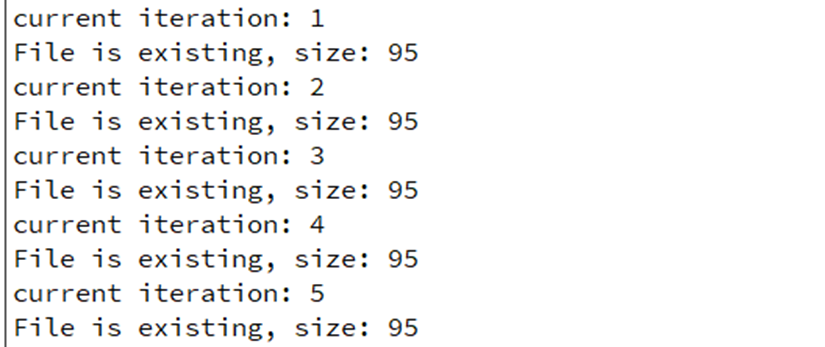 current iteration: 1
File is existing, size: 95
current iteration: 2
File is existing, size: 95
current iteration: 3
File is existing, size: 95
current iteration: 4
File is existing, size: 95
current iteration: 5
File is existing, size: 95